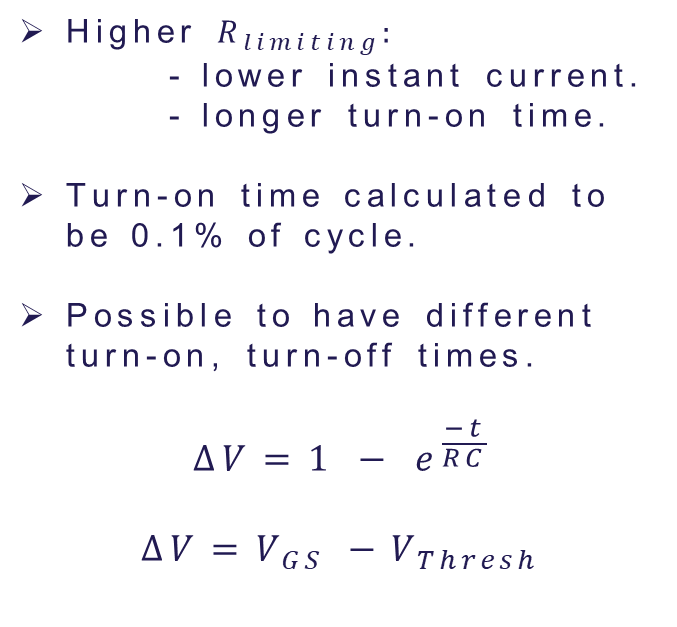 ➢ Higher R_limiting:
- lower instant current.
- longer turn-on time.
➢ Turn-on time calculated to
be 0.1% of cycle.
➢ Possible to have different
turn-on, turn-off times.
ΔV = 1 − e^(−t/RC)
ΔV = V_GS − V_Thresh